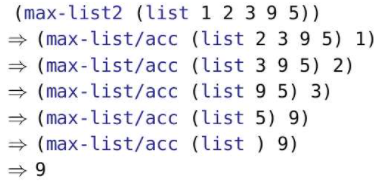 (max-list2 (list 1 2 3 9 5))
⇒ (max-list/acc (list 2 3 9 5) 1)
⇒ (max-list/acc (list 3 9 5) 2)
⇒ (max-list/acc (list 9 5) 3)
⇒ (max-list/acc (list 5) 9)
⇒ (max-list/acc (list ) 9)
⇒ 9